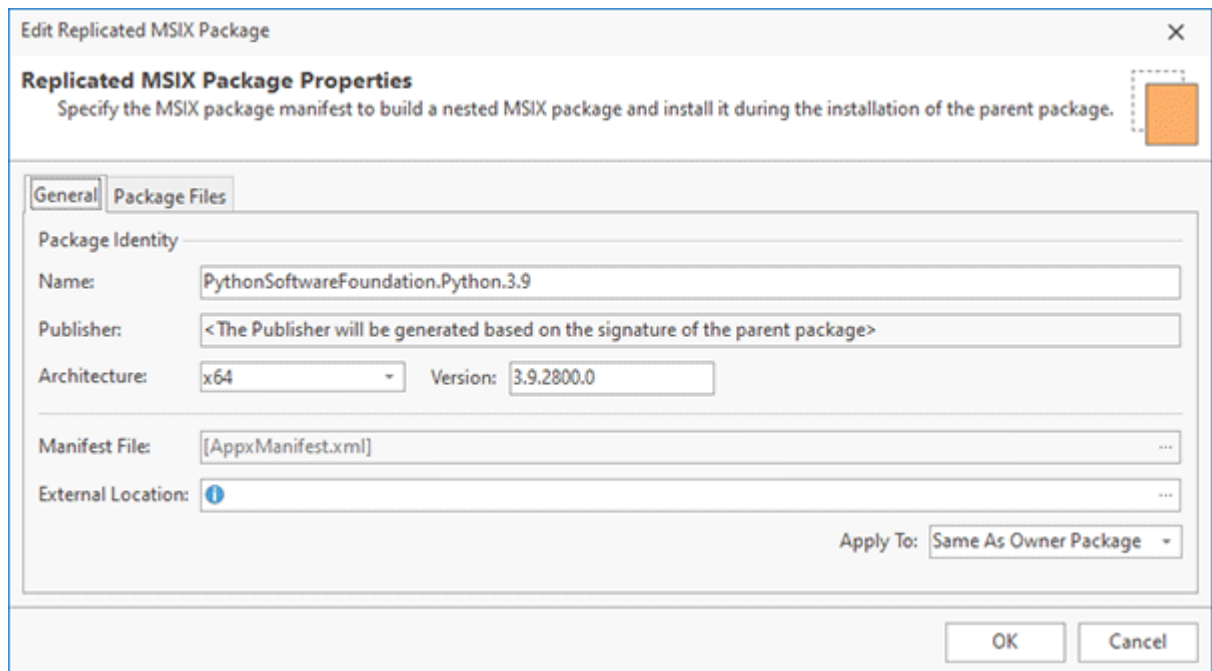 Edit Replicated MSIX Package
Replicated MSIX Package Properties
Specify the MSIX package manifest to build a nested MSIX package and install it during the installation of the parent package.
General Package Files
Package Identity
Name: PythonSoftwareFoundation.Python.3.9
Publisher: <The Publisher will be generated based on the signature of the parent package>
Architecture: x64 Version: 3.9.2800.0
Manifest File: [AppxManifest.xml] ...
External Location: ...
Apply To: Same As Owner Package
OK Cancel